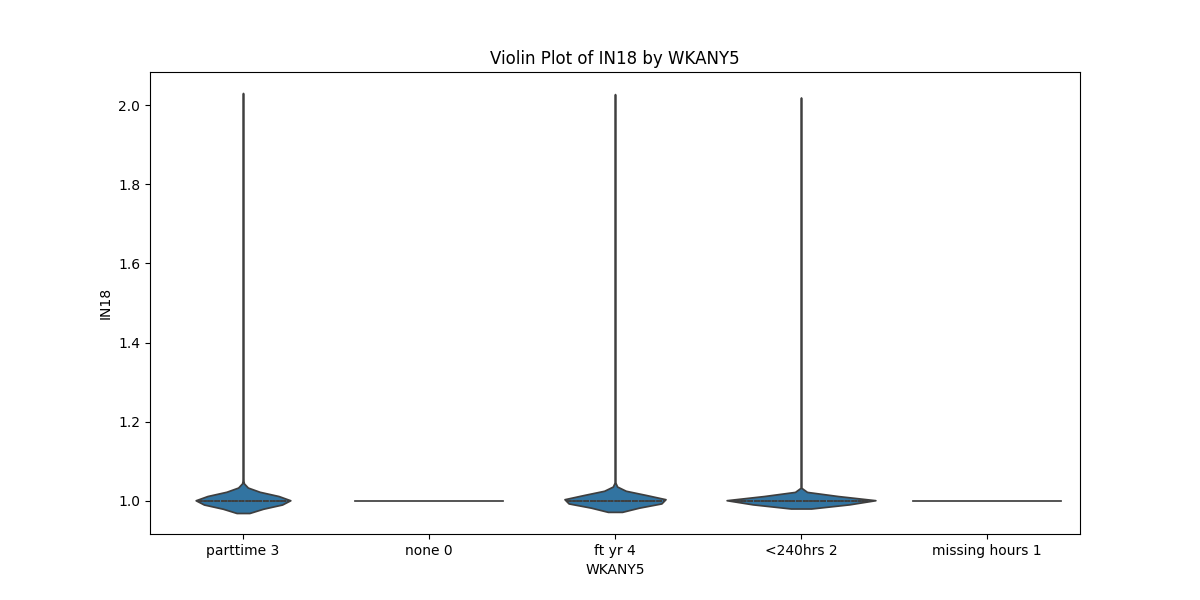 Violin Plot of IN18 by WKANY5
2.0
1.8
1.6
1.4
1.2
1.0
IN18
parttime 3
none 0
ft yr 4
<240hrs 2
missing hours 1
WKANY5